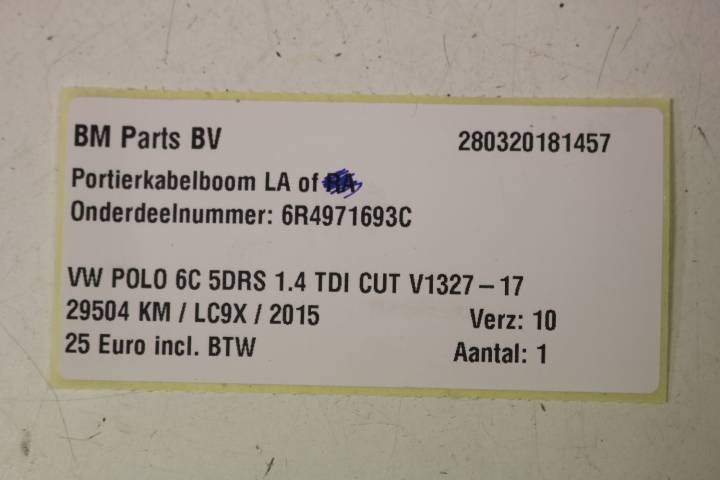 BM Parts BV 280320181457
Portierkabelboom LA of
Onderdeelnummer: 6R4971693C
VW POLO 6C 5DRS 1.4 TDI CUT V1327-17
29504 KM / LC9X / 2015 Verz: 10
25 Euro incl. BTW Aantal: 1